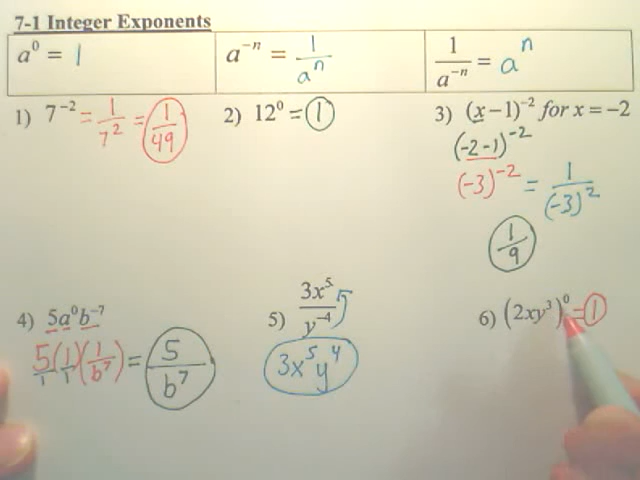 7-1 Integer Exponents
a⁰ = 1
a⁻ⁿ = 1/aⁿ
1/a⁻ⁿ = aⁿ
1) 7⁻² = 1/7² = 1/49
2) 12⁰ = 1
3) (x − 1)⁻² for x = −2
(-2-1)⁻²
(-3)⁻² = 1/(-3)²
1/9
4) 5a⁰b⁻⁷
5/1(1/1)(1/b⁷) = 5/b⁷
5) 3x⁵/y⁻⁴
3x⁵y⁴
6) (2xy³)⁰ = 1